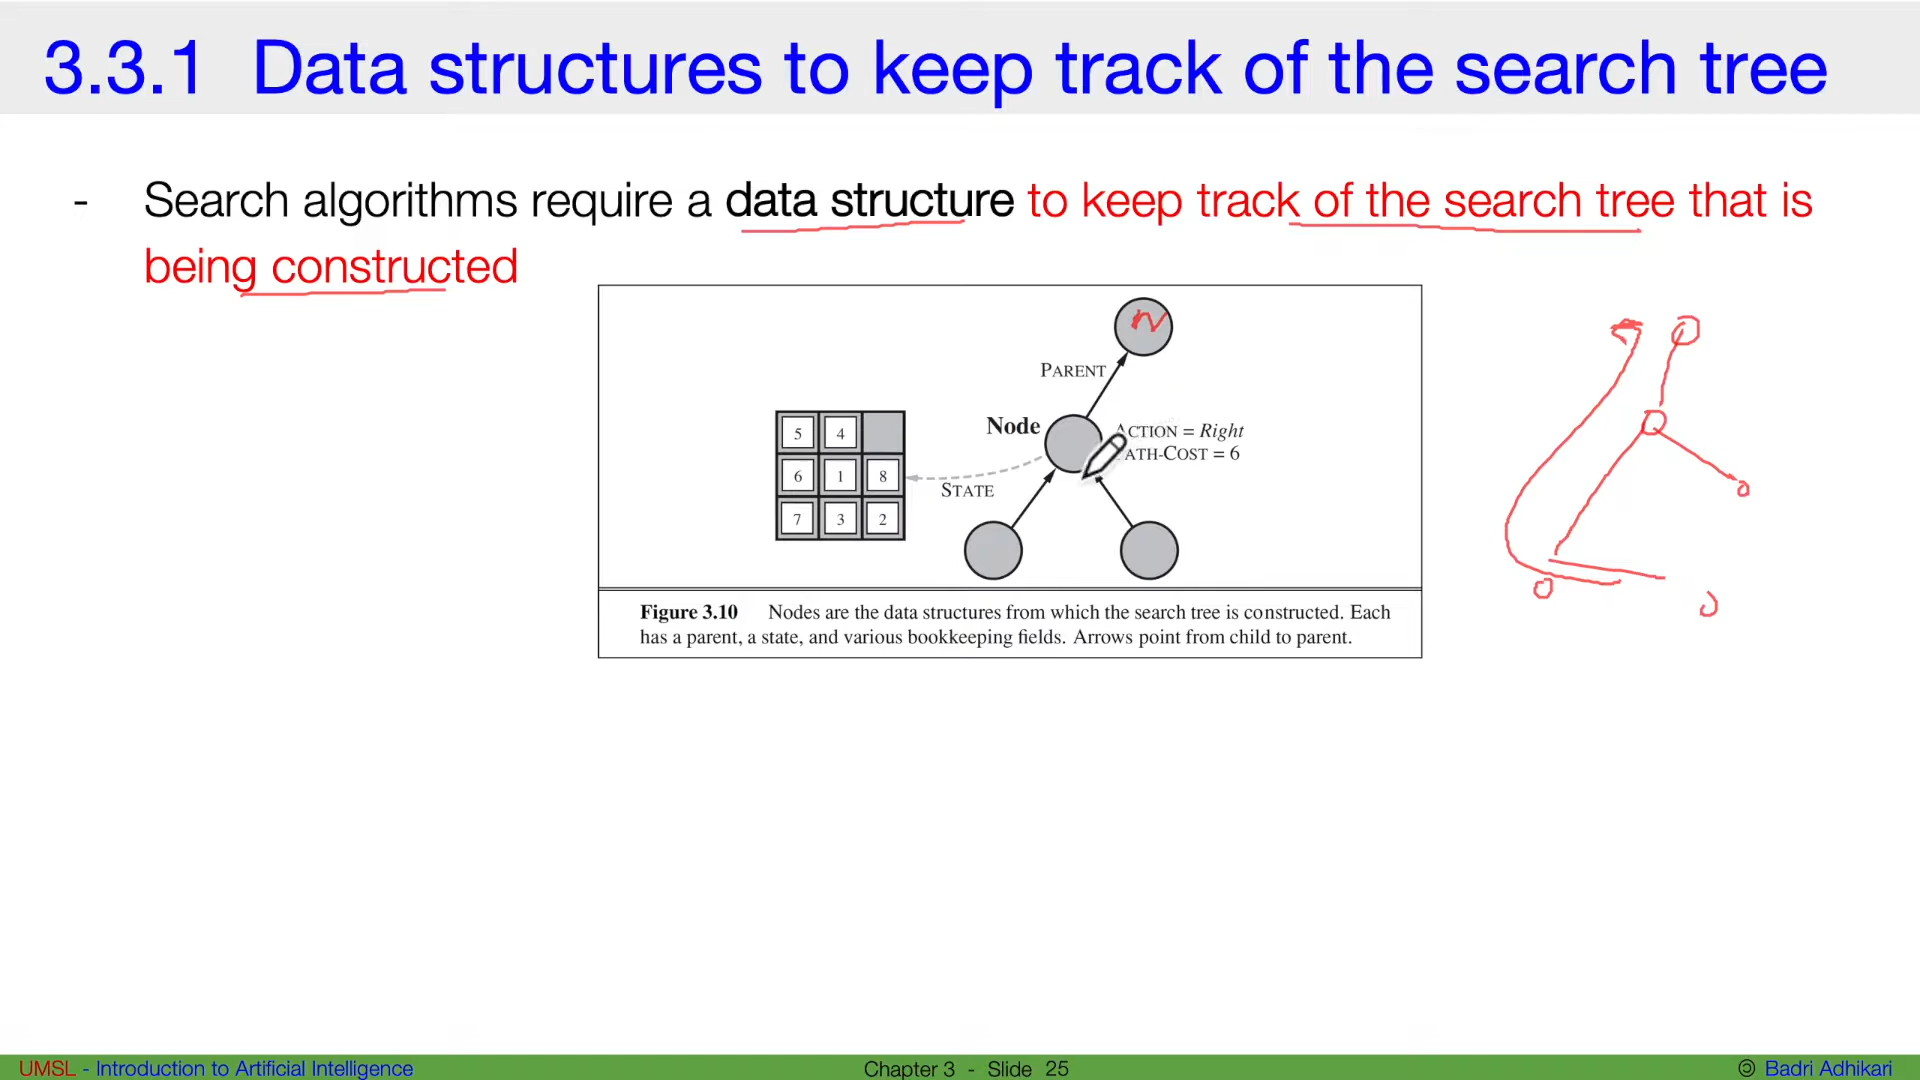 3.3.1 Data structures to keep track of the search tree
- Search algorithms require a data structure to keep track of the search tree that is
being constructed
N
PARENT
Node
ACTION = Right
PATH-COST = 6
5 4
6 1 8
7 3 2
STATE
Figure 3.10 Nodes are the data structures from which the search tree is constructed. Each
has a parent, a state, and various bookkeeping fields. Arrows point from child to parent.
UMSL - Introduction to Artificial Intelligence
Chapter 3 - Slide 25
Badri Adhikari